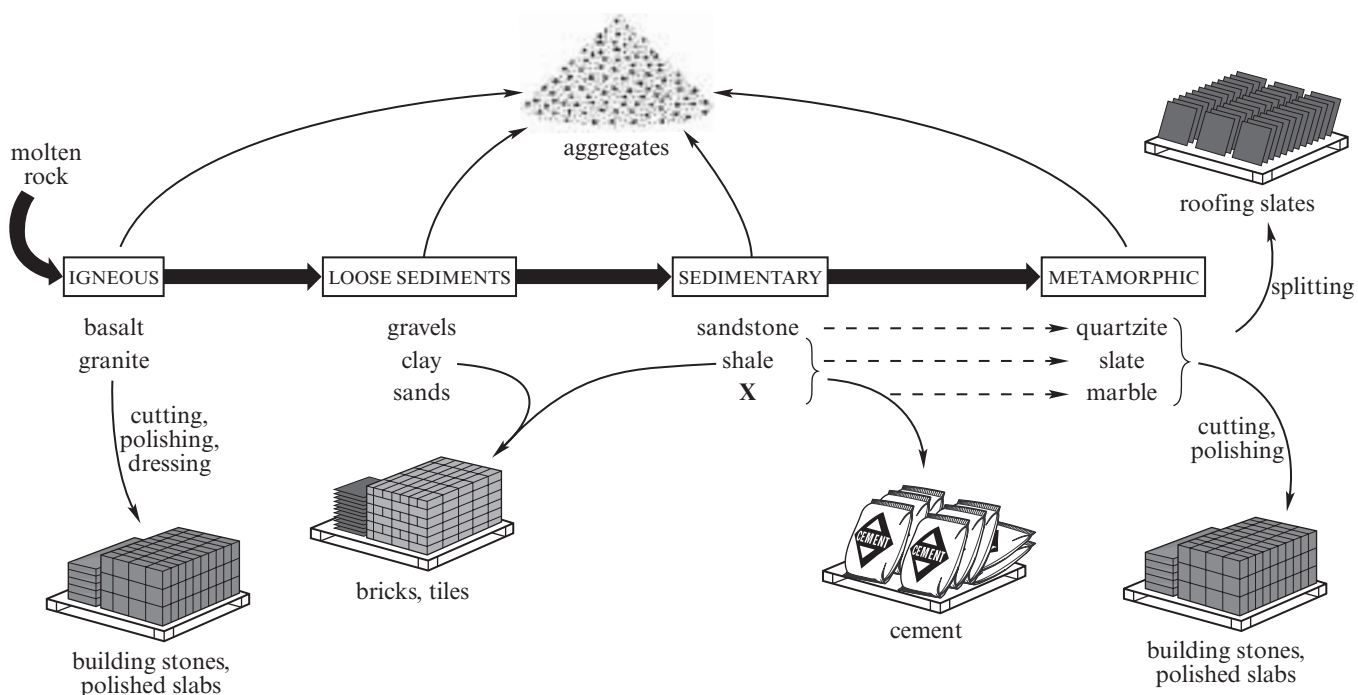 aggregates
molten
rock
roofing slates
splitting
IGNEOUS
LOOSE SEDIMENTS
SEDIMENTARY
METAMORPHIC
basalt
granite
gravels
clay
sands
sandstone
shale
X
quartzite
slate
marble
cutting,
polishing,
dressing
cutting,
polishing
CEMENT
CEMENT
bricks, tiles
cement
building stones,
polished slabs
building stones,
polished slabs